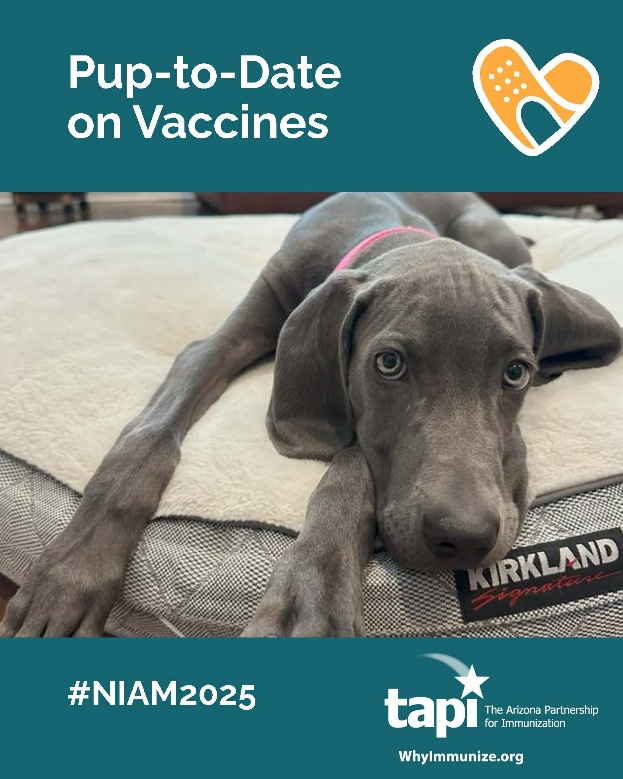 Pup-to-Date
on Vaccines
KIRKLAND
Signature
#NIAM2025
tapi
The Arizona Partnership
for Immunization
WhyImmunize.org